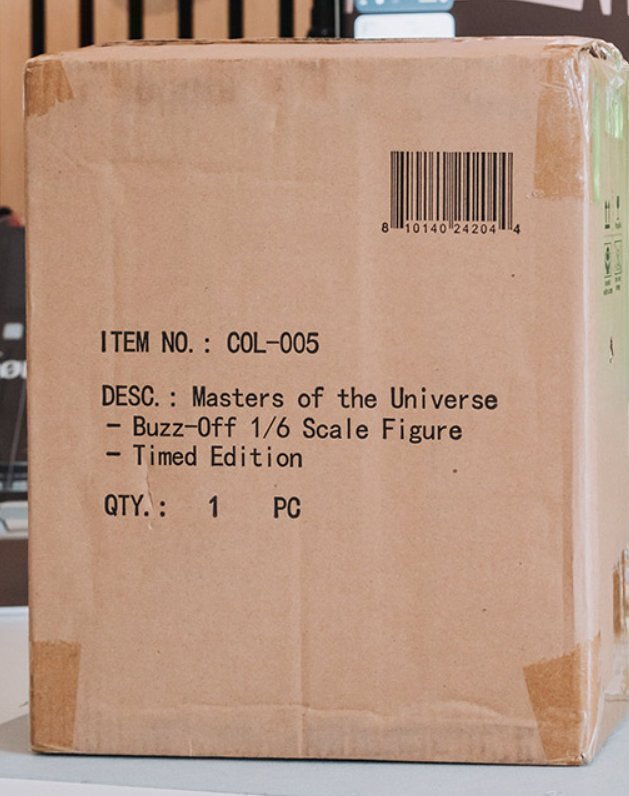 8 10140 24204 4
ITEM NO.: COL-005
DESC.: Masters of the Universe
- Buzz-Off 1/6 Scale Figure
- Timed Edition
QTY.: 1 PC